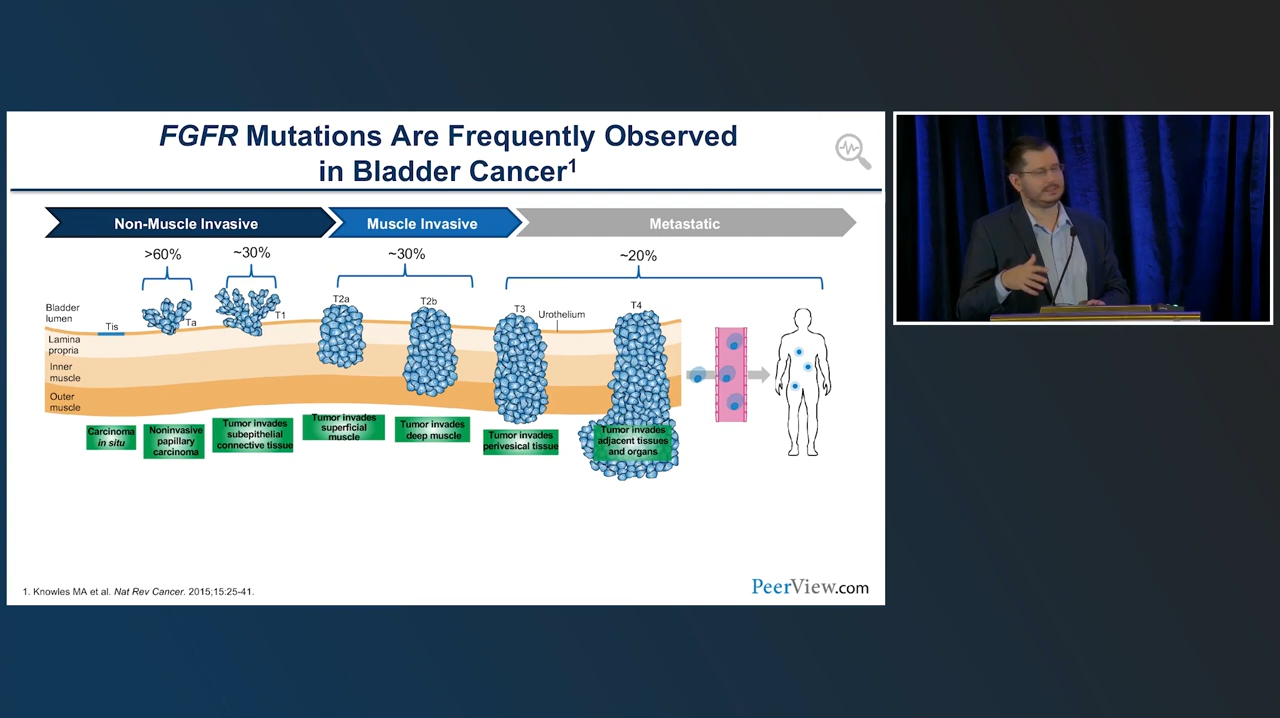 FGFR Mutations Are Frequently Observed
in Bladder Cancer1
Non-Muscle Invasive
Muscle Invasive
Metastatic
>60%
~30%
~30%
~20%
Bladder
lumen
Tis
Ta
T1
T2a
T2b
T3
Urothelium
T4
Lamina
propria
Inner
muscle
Outer
muscle
Carcinoma
in situ
Noninvasive
papillary
carcinoma
Tumor invades
subepithelial
connective tissue
Tumor invades
superficial
muscle
Tumor invades
deep muscle
Tumor invades
perivesical tissue
Tumor invades
adjacent tissues
and organs
1. Knowles MA et al. Nat Rev Cancer. 2015;15:25-41.
PeerView.com